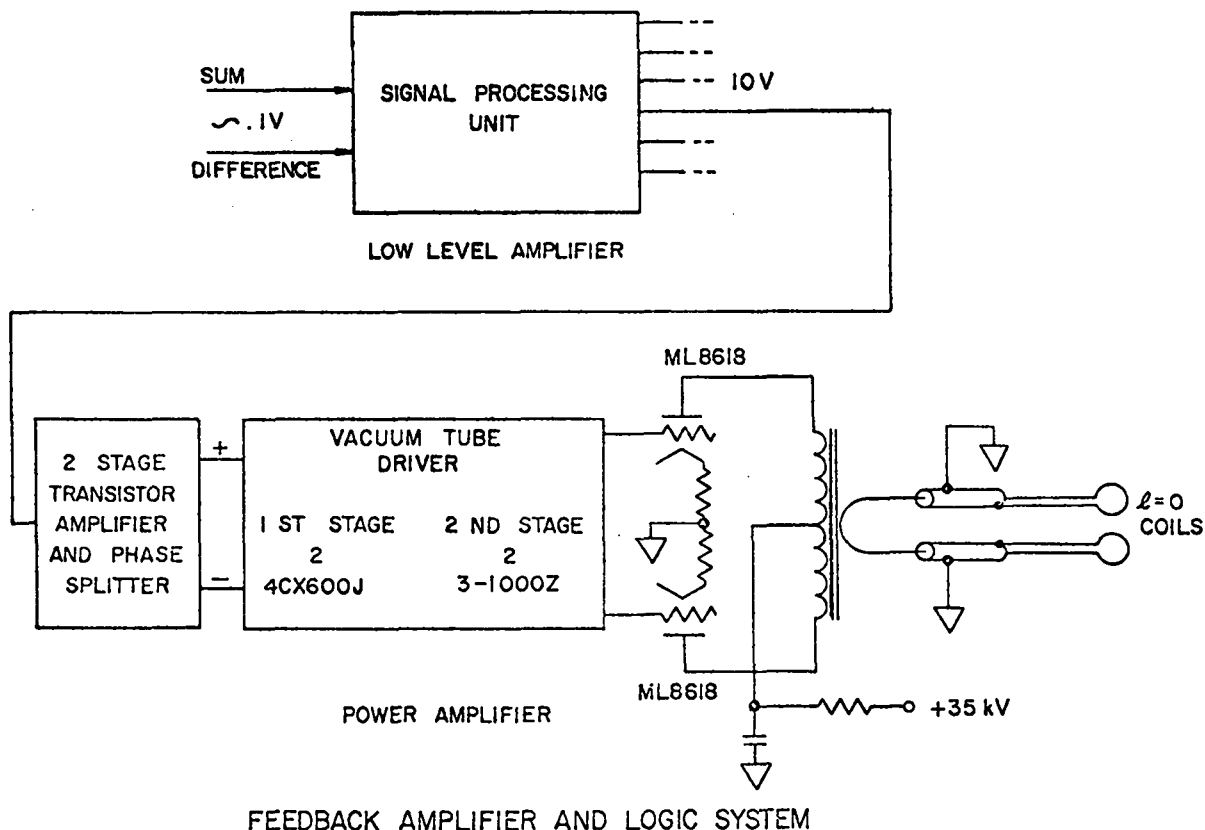 SUM
~ .1V
DIFFERENCE
SIGNAL PROCESSING
UNIT
10V
LOW LEVEL AMPLIFIER
ML8618
2 STAGE
TRANSISTOR
AMPLIFIER
AND PHASE
SPLITTER
+
−
VACUUM TUBE
DRIVER
1 ST STAGE
2
4CX600J
2 ND STAGE
2
3-1000Z
ℓ=0
COILS
ML8618
+35 kV
POWER AMPLIFIER
FEEDBACK AMPLIFIER AND LOGIC SYSTEM